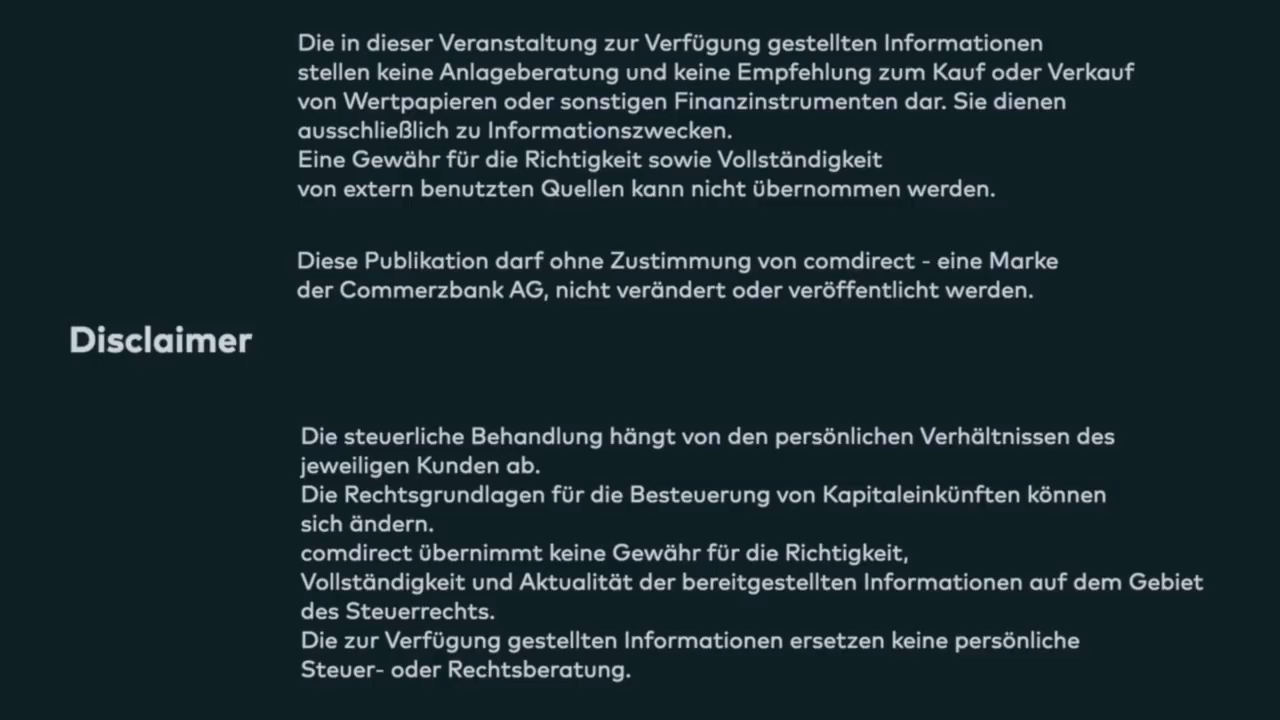 Die in dieser Veranstaltung zur Verfügung gestellten Informationen
stellen keine Anlageberatung und keine Empfehlung zum Kauf oder Verkauf
von Wertpapieren oder sonstigen Finanzinstrumenten dar. Sie dienen
ausschließlich zu Informationszwecken.
Eine Gewähr für die Richtigkeit sowie Vollständigkeit
von extern benutzten Quellen kann nicht übernommen werden.
Diese Publikation darf ohne Zustimmung von comdirect - eine Marke
der Commerzbank AG, nicht verändert oder veröffentlicht werden.
Disclaimer
Die steuerliche Behandlung hängt von den persönlichen Verhältnissen des
jeweiligen Kunden ab.
Die Rechtsgrundlagen für die Besteuerung von Kapitaleinkünften können
sich ändern.
comdirect übernimmt keine Gewähr für die Richtigkeit,
Vollständigkeit und Aktualität der bereitgestellten Informationen auf dem Gebiet
des Steuerrechts.
Die zur Verfügung gestellten Informationen ersetzen keine persönliche
Steuer- oder Rechtsberatung.